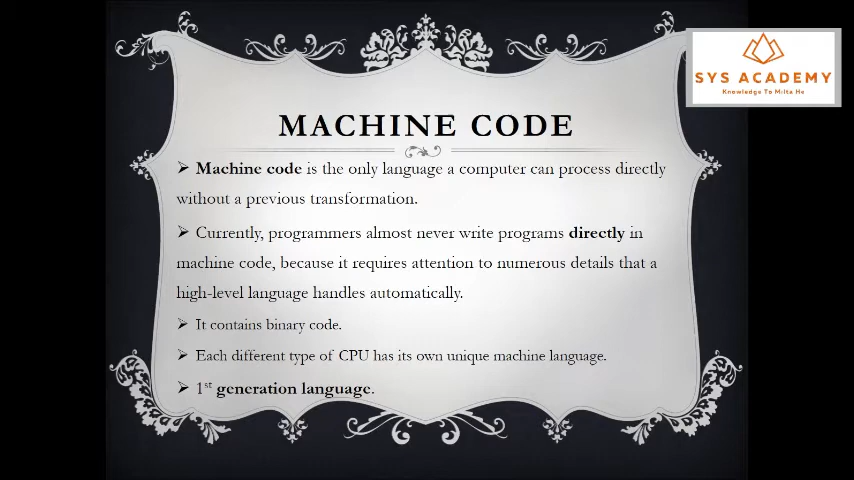 SYS ACADEMY
Knowledge To Milta He
MACHINE CODE
➢ Machine code is the only language a computer can process directly
without a previous transformation.
➢ Currently, programmers almost never write programs directly in
machine code, because it requires attention to numerous details that a
high-level language handles automatically.
➢ It contains binary code.
➢ Each different type of CPU has its own unique machine language.
➢ 1st generation language.